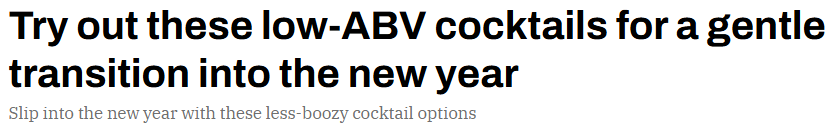 Try out these low-ABV cocktails for a gentle
transition into the new year
Slip into the new year with these less-boozy cocktail options